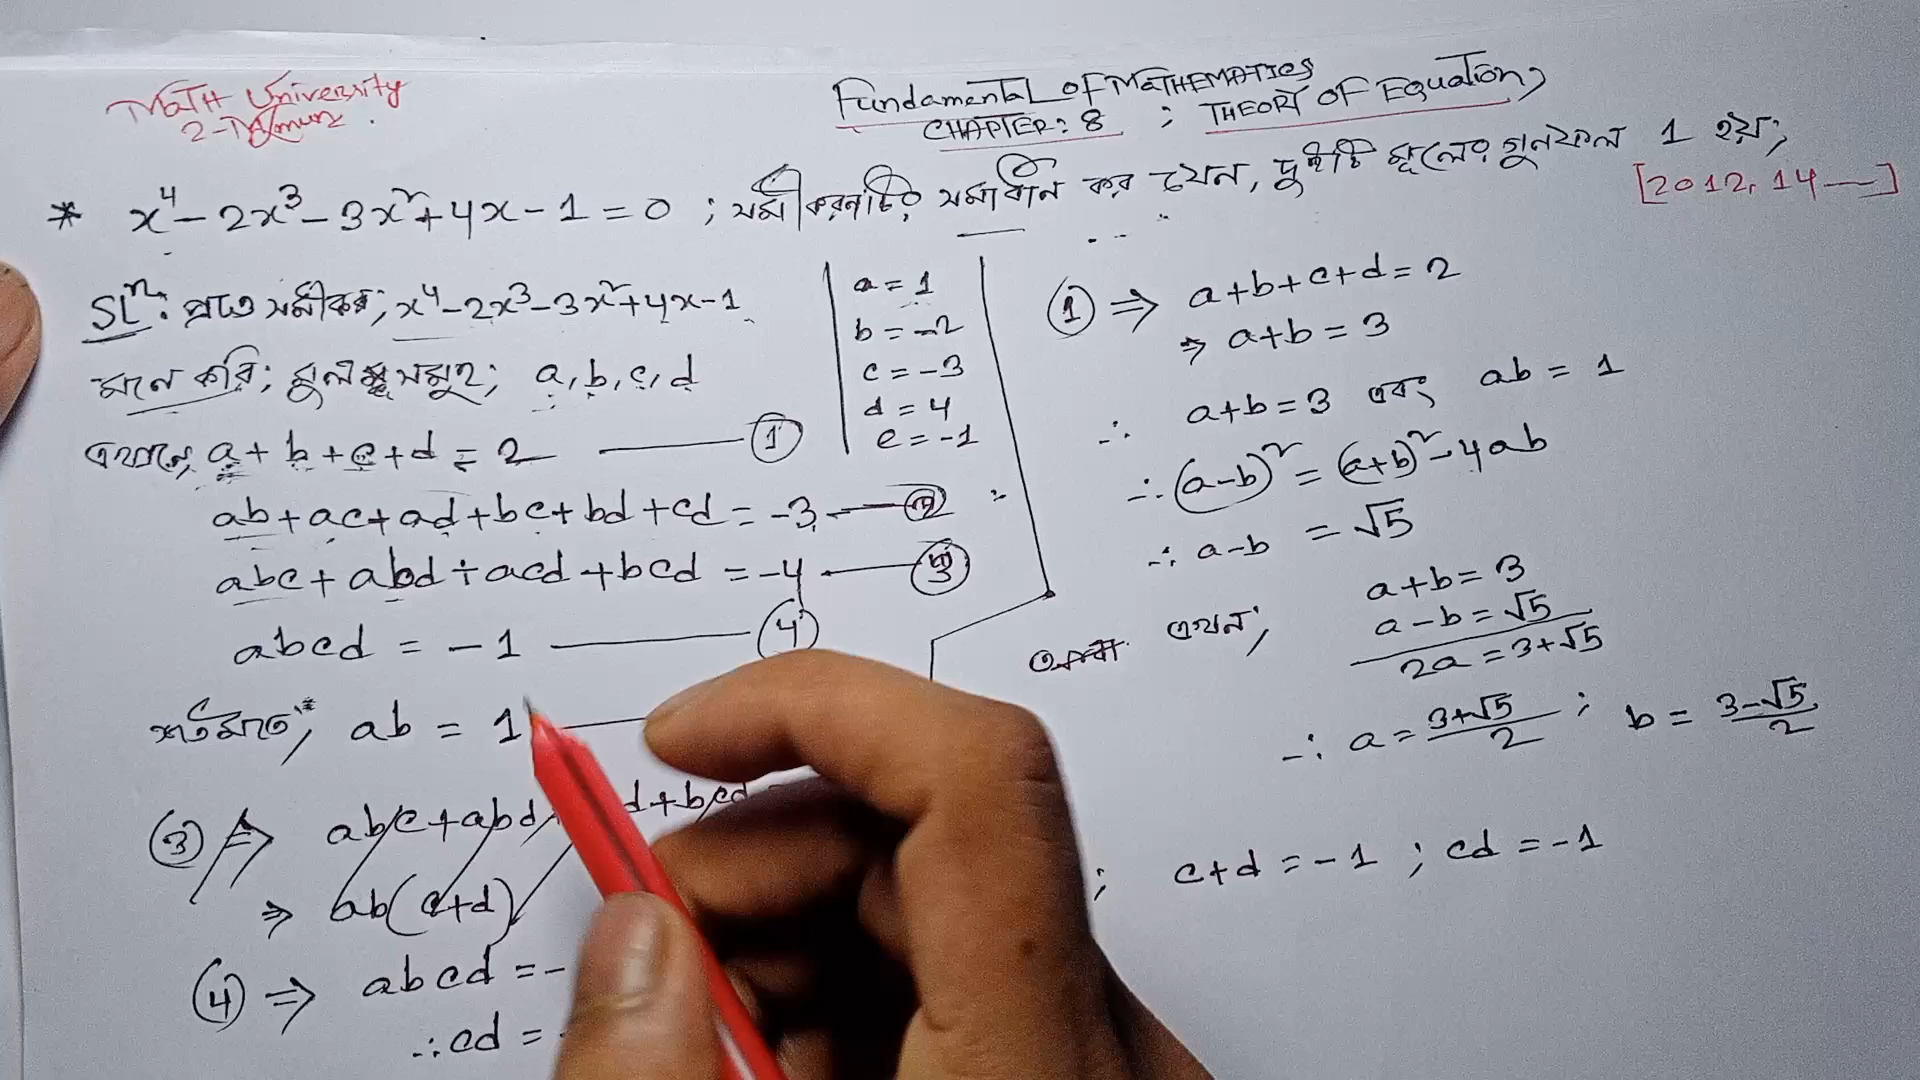 MATH University
2-
Fundamental of MATHEMATICS
CHAPTER: 8 ; THEORY OF Equation
* x⁴ - 2x³ - 3x² + 4x - 1 = 0 ; সমীকরণটির সমাধান কর যেন, দুইটি মূলের গুনফল 1 হয়;
[2012, 14 —]
SLⁿ: প্রদত্ত সমীকরণ; x⁴ - 2x³ - 3x² + 4x - 1
মনে করি; মূলসমূহ; a, b, c, d
এখানে, a + b + c + d = 2 —— ①
ab + ac + ad + bc + bd + cd = -3 —— ②
abc + abd + acd + bcd = -4 —— ③
abcd = -1 —— ④
শর্তমতে, ab = 1 ——
③ ⇒ abc + abd + bcd
⇒ ab(c+d)
④ ⇒ abcd = -
∴ cd =
a = 1
b = -2
c = -3
d = 4
e = -1
① ⇒ a+b+c+d = 2
⇒ a+b = 3
∴ a+b = 3 এবং ab = 1
∴ (a-b)² = (a+b)² - 4ab
∴ a-b = √5
এখন, a+b = 3
a-b = √5
2a = 3+√5
∴ a = 3+√5/2 ; b = 3-√5/2
; c+d = -1 ; cd = -1